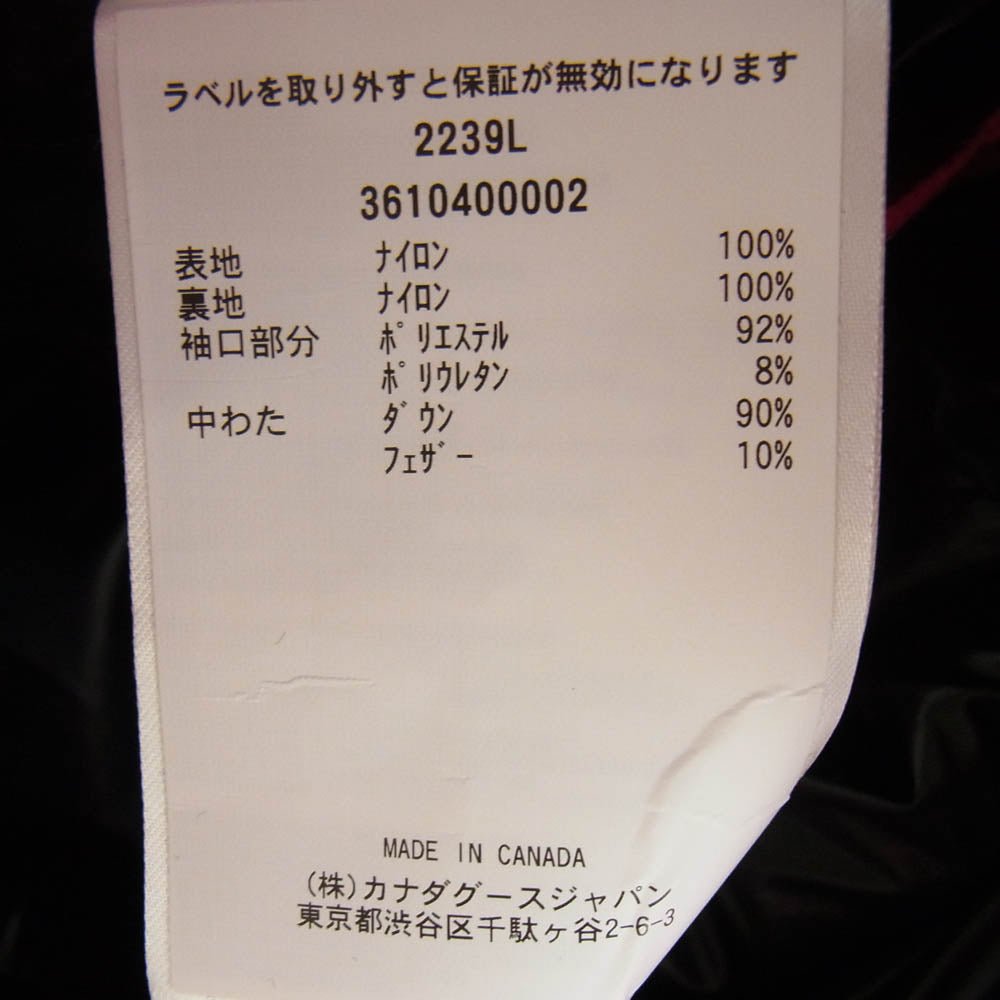 ラベルを取り外すと保証が無効になります
2239L
3610400002
表地 ﾅｲﾛﾝ 100%
裏地 ﾅｲﾛﾝ 100%
袖口部分 ﾎﾟﾘｴｽﾃﾙ 92%
ﾎﾟﾘｳﾚﾀﾝ 8%
中わた ﾀﾞｳﾝ 90%
ﾌｪｻﾞｰ 10%
MADE IN CANADA
(株)カナダグースジャパン
東京都渋谷区千駄ヶ谷2-6-3